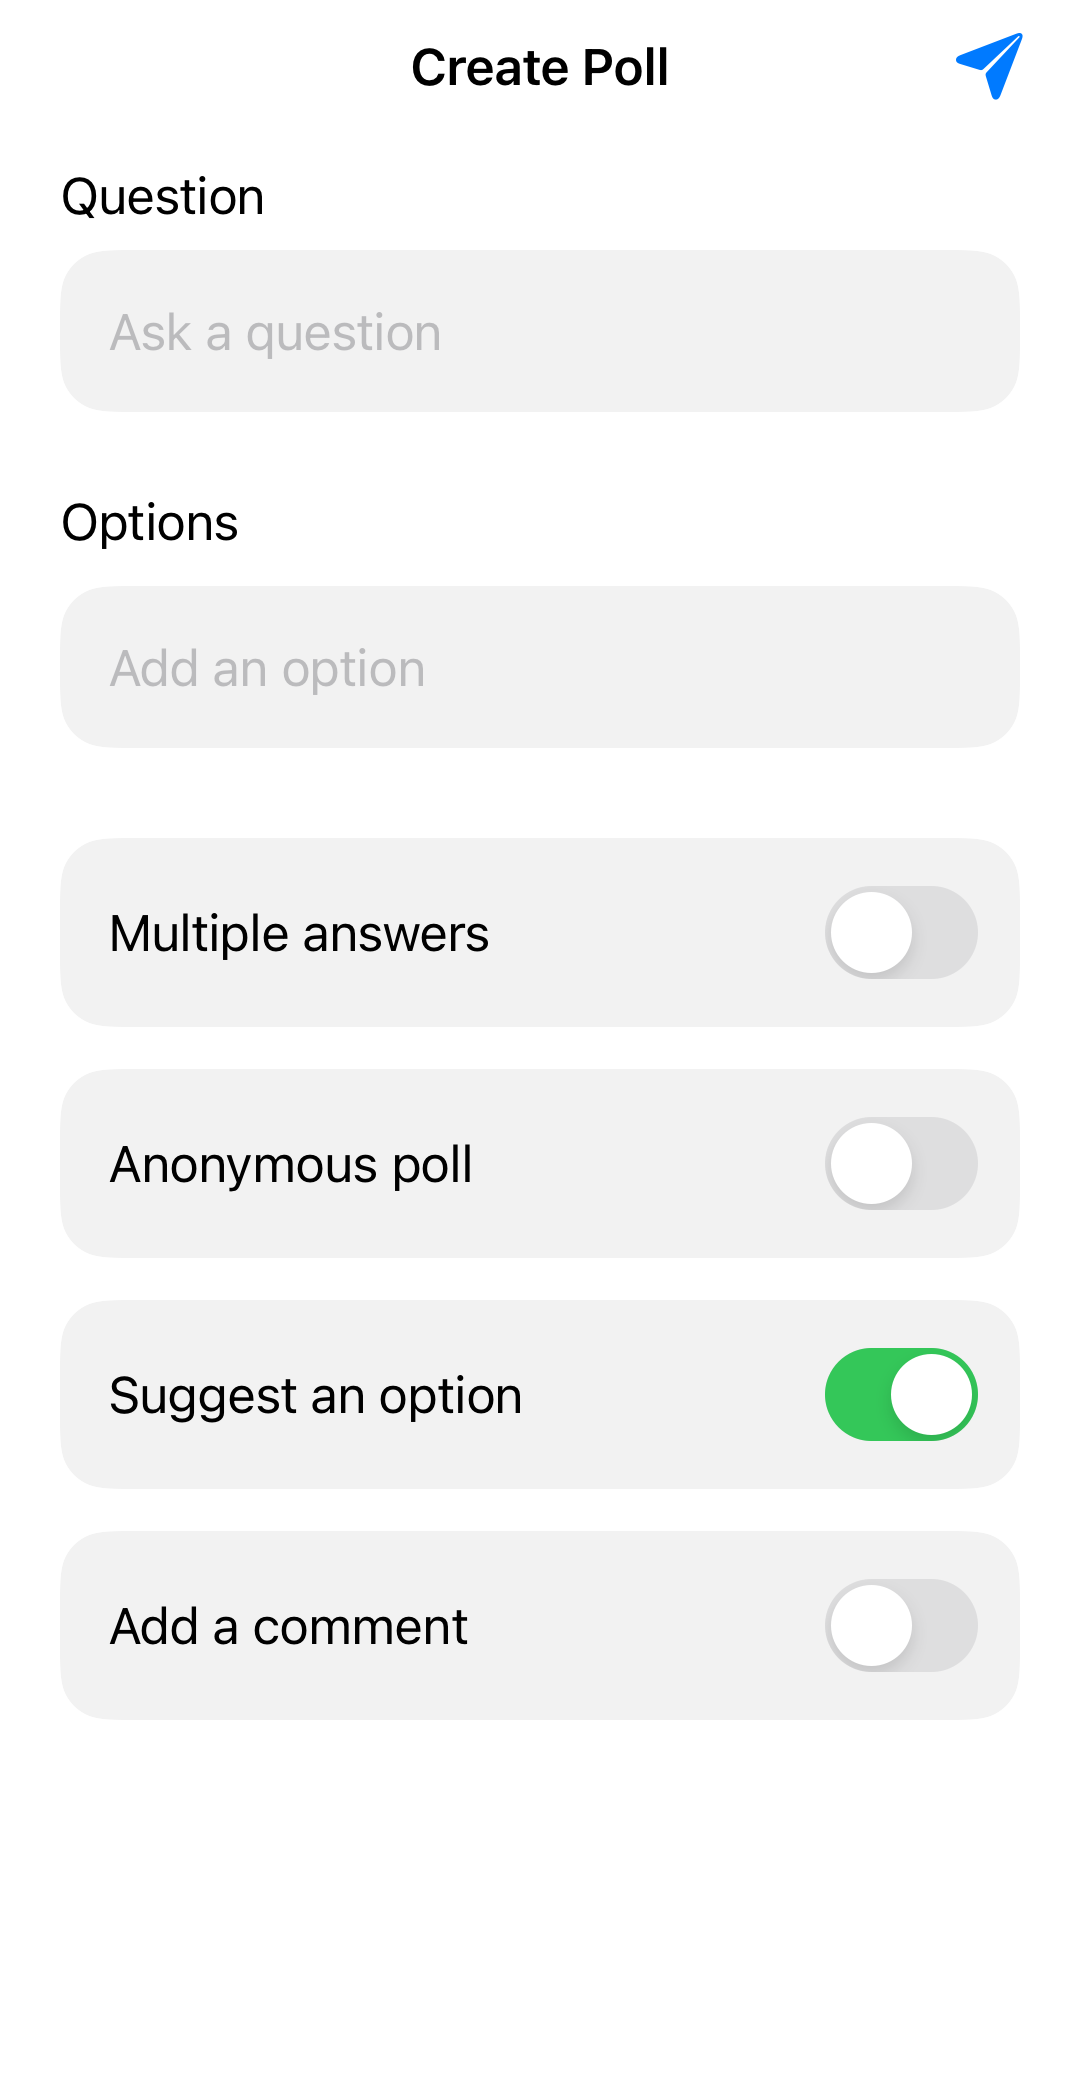 Create Poll
Question
Ask a question
Options
Add an option
Multiple answers
Anonymous poll
Suggest an option
Add a comment